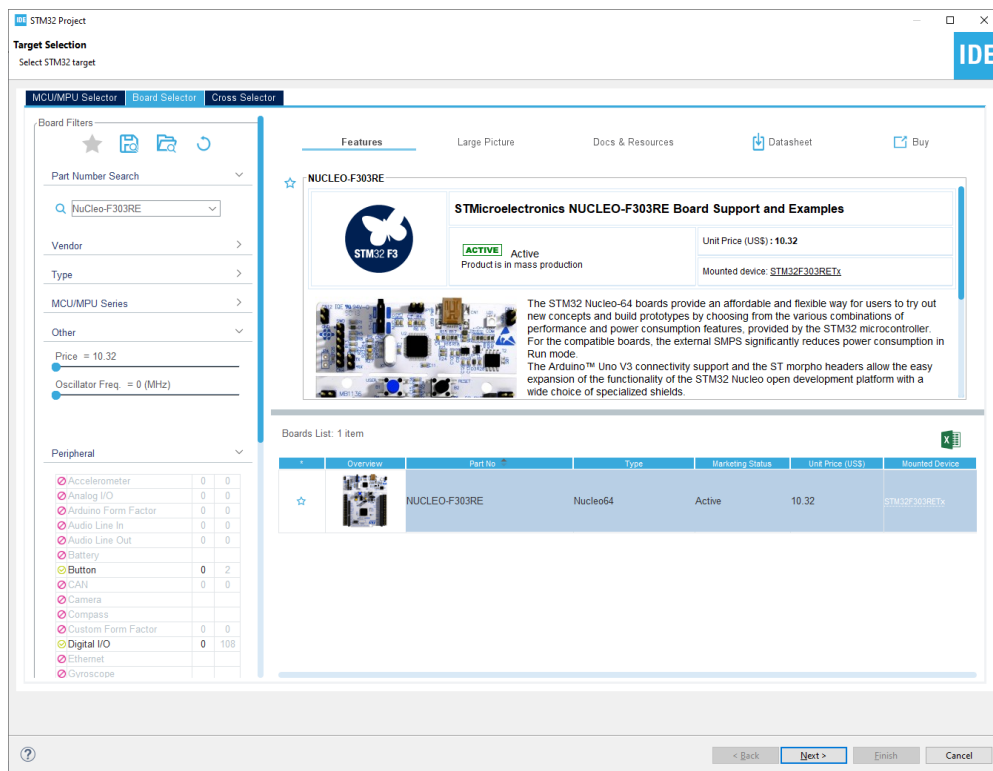 IDE STM32 Project
Target Selection
Select STM32 target
IDE
MCU/MPU Selector Board Selector Cross Selector
Board Filters
Part Number Search
NuCleo-F303RE
Vendor
Type
MCU/MPU Series
Other
Price = 10.32
Oscillator Freq. = 0 (MHz)
Peripheral
Accelerometer 0 0
Analog I/O 0 0
Arduino Form Factor 0 0
Audio Line In 0 0
Audio Line Out 0 0
Battery
Button 0 2
CAN 0 0
Camera
Compass
Custom Form Factor 0 0
Digital I/O 0 108
Ethernet
Gyroscope
Features Large Picture Docs & Resources Datasheet Buy
NUCLEO-F303RE
STM32 F3
STMicroelectronics NUCLEO-F303RE Board Support and Examples
ACTIVE Active
Product is in mass production
Unit Price (US$) : 10.32
Mounted device: STM32F303RETx
The STM32 Nucleo-64 boards provide an affordable and flexible way for users to try out
new concepts and build prototypes by choosing from the various combinations of
performance and power consumption features, provided by the STM32 microcontroller.
For the compatible boards, the external SMPS significantly reduces power consumption in
Run mode.
The Arduino™ Uno V3 connectivity support and the ST morpho headers allow the easy
expansion of the functionality of the STM32 Nucleo open development platform with a
wide choice of specialized shields.
Boards List: 1 item
* Overview Part No Type Marketing Status Unit Price (US$) Mounted Device
NUCLEO-F303RE Nucleo64 Active 10.32 STM32F303RETx
< Back Next > Finish Cancel